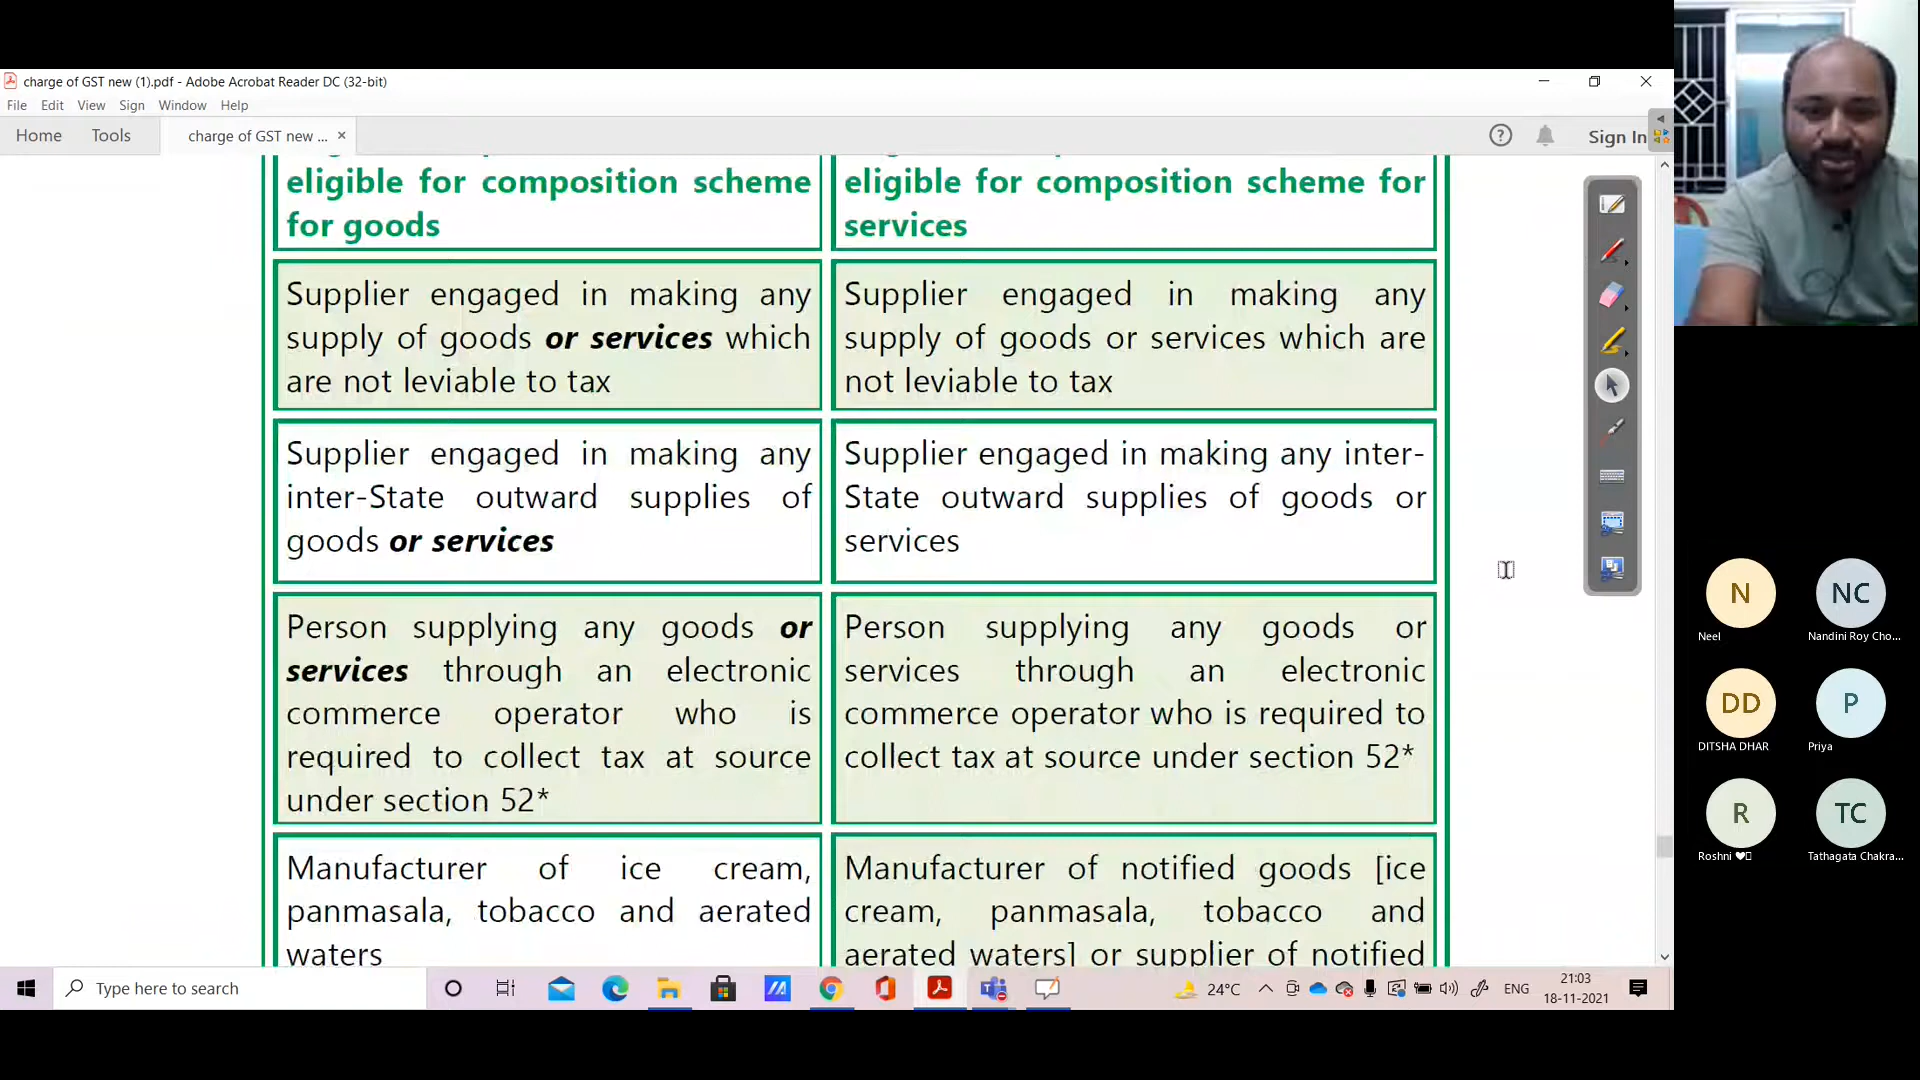 charge of GST new (1).pdf - Adobe Acrobat Reader DC (32-bit)
File Edit View Sign Window Help
Home Tools charge of GST new ... × Sign In
eligible for composition scheme
for goods
eligible for composition scheme for
services
Supplier engaged in making any
supply of goods or services which
are not leviable to tax
Supplier engaged in making any
supply of goods or services which are
not leviable to tax
Supplier engaged in making any
inter-State outward supplies of
goods or services
Supplier engaged in making any inter-
State outward supplies of goods or
services
Person supplying any goods or
services through an electronic
commerce operator who is
required to collect tax at source
under section 52*
Person supplying any goods or
services through an electronic
commerce operator who is required to
collect tax at source under section 52*
Manufacturer of ice cream,
panmasala, tobacco and aerated
waters
Manufacturer of notified goods [ice
cream, panmasala, tobacco and
aerated waters] or supplier of notified
N NC
Neel Nandini Roy Cho...
DD P
DITSHA DHAR Priya
R TC
Roshni Tathagata Chakra...
Type here to search
24°C ENG
21:03
18-11-2021